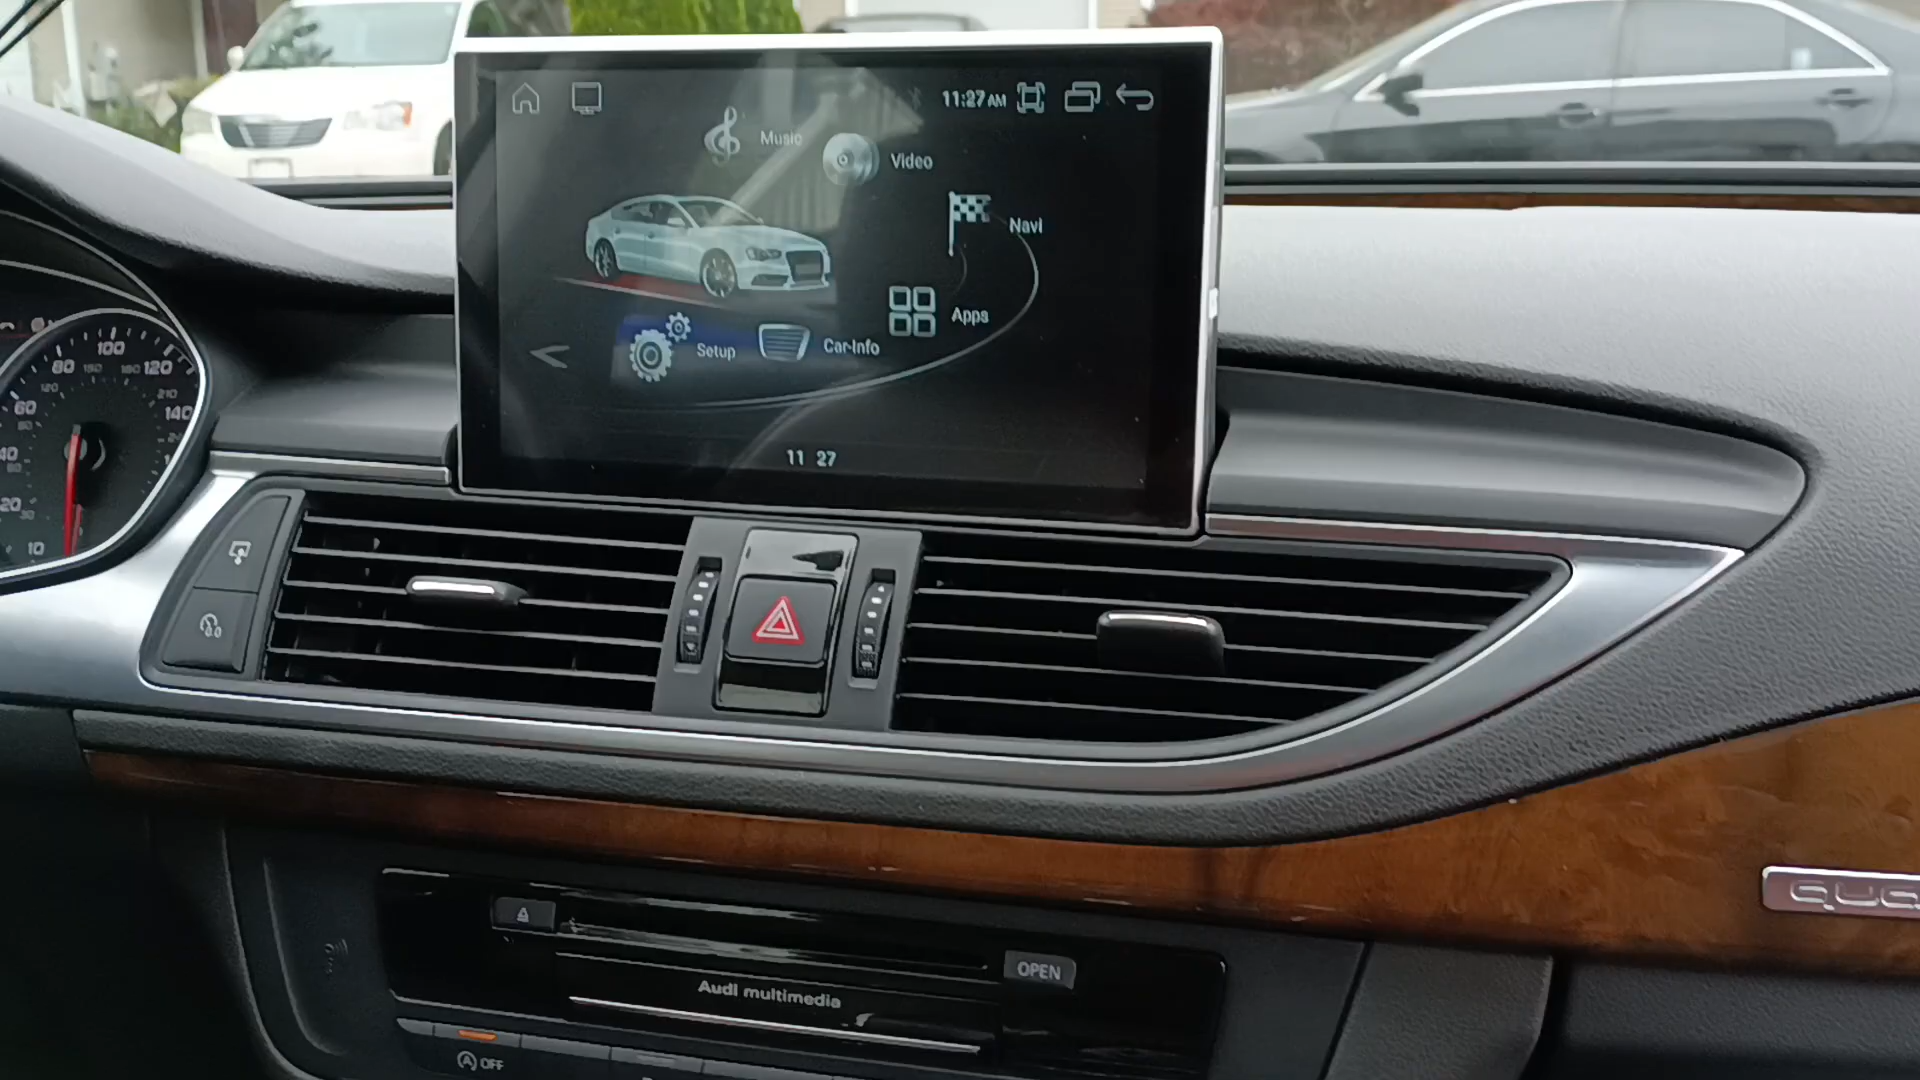 11:27 AM
Music
Video
Navi
Apps
Setup
Car-Info
11 27
100
80
120
60
140
40
20
10
OPEN
Audi multimedia
A OFF
qua